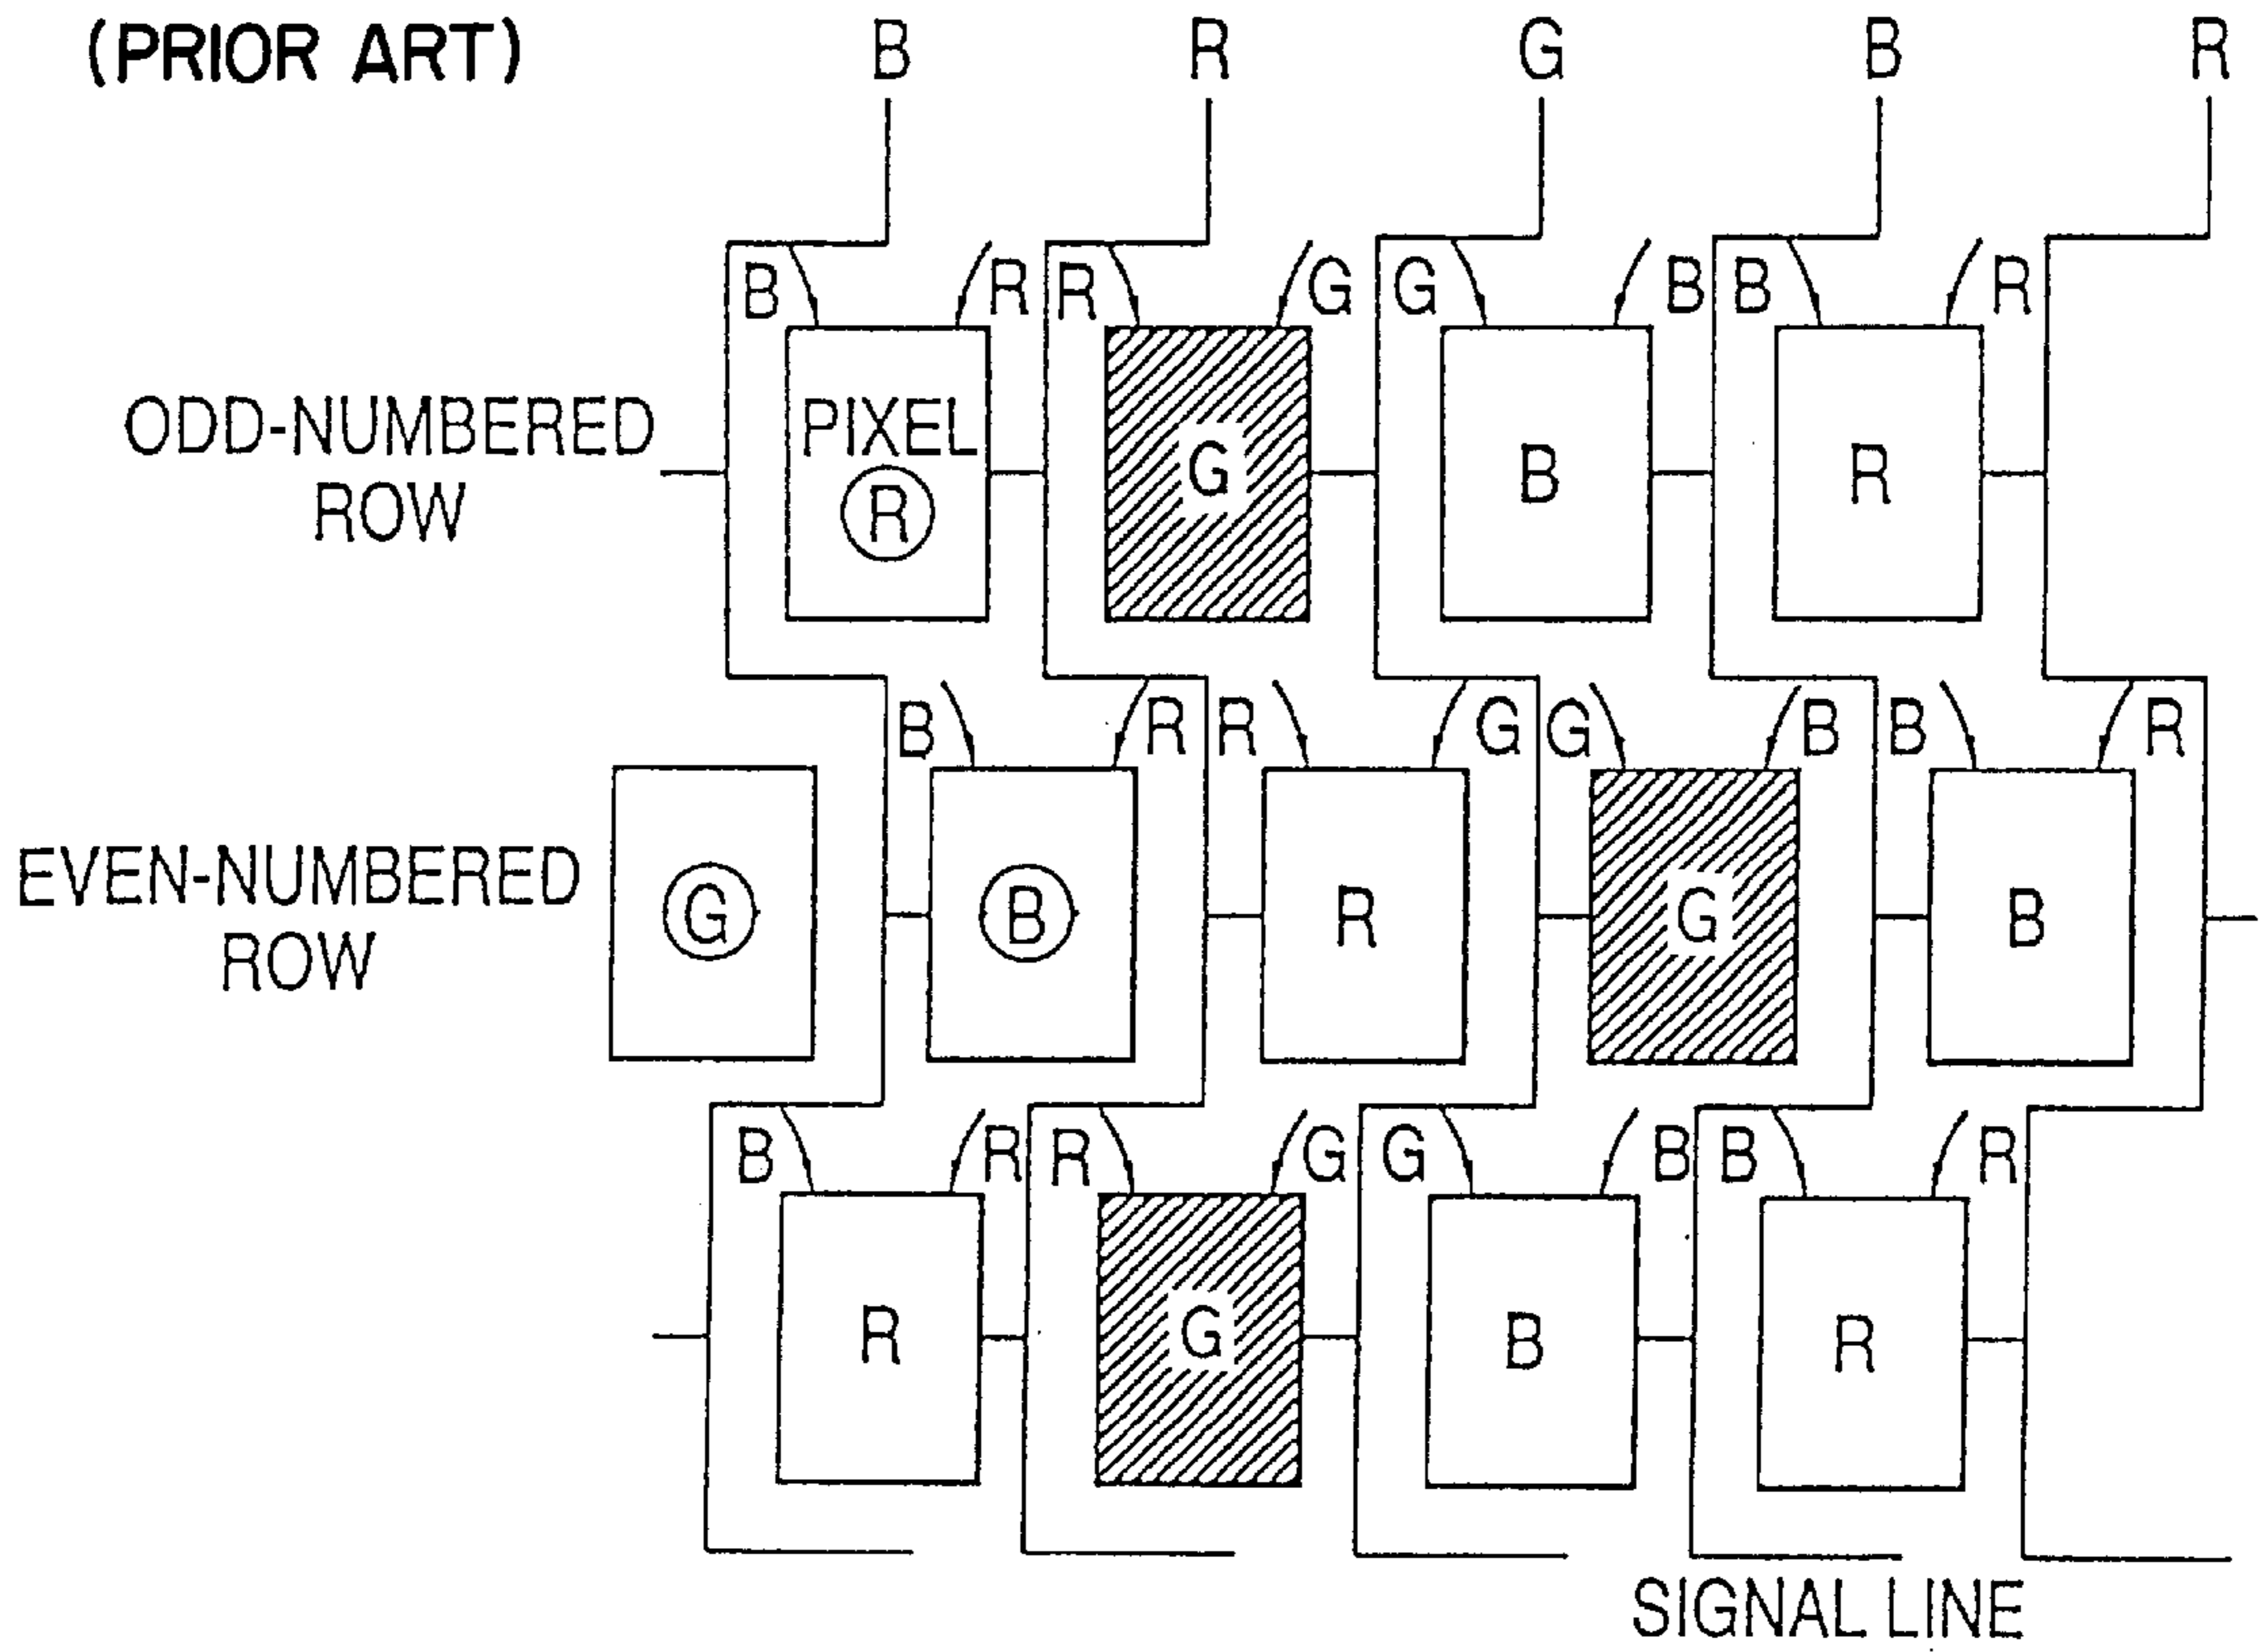 (PRIOR ART) B R G B R
B R R G G B B R
ODD-NUMBERED
ROW
PIXEL
R G B R
B R R G G B B R
EVEN-NUMBERED
ROW
G B R G B
B R R G G B B R
R G B R
SIGNAL LINE